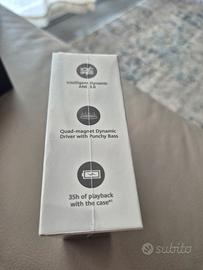 Intelligent Dynamic
ANC 3.0
Quad-magnet Dynamic
Driver with Punchy Bass
35h of playback
with the case
subito